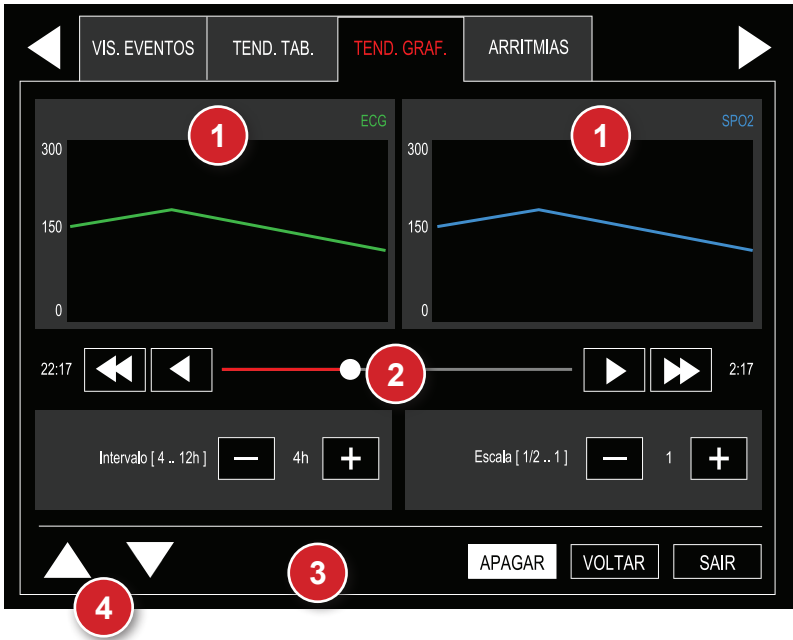 VIS. EVENTOS TEND. TAB. TEND. GRAF. ARRITMIAS
1 ECG
300
150
0
1 SPO2
300
150
0
22:17 2 2:17
Intervalo [ 4 .. 12h ] 4h
Escala [ 1/2 .. 1 ] 1
3 APAGAR VOLTAR SAIR
4